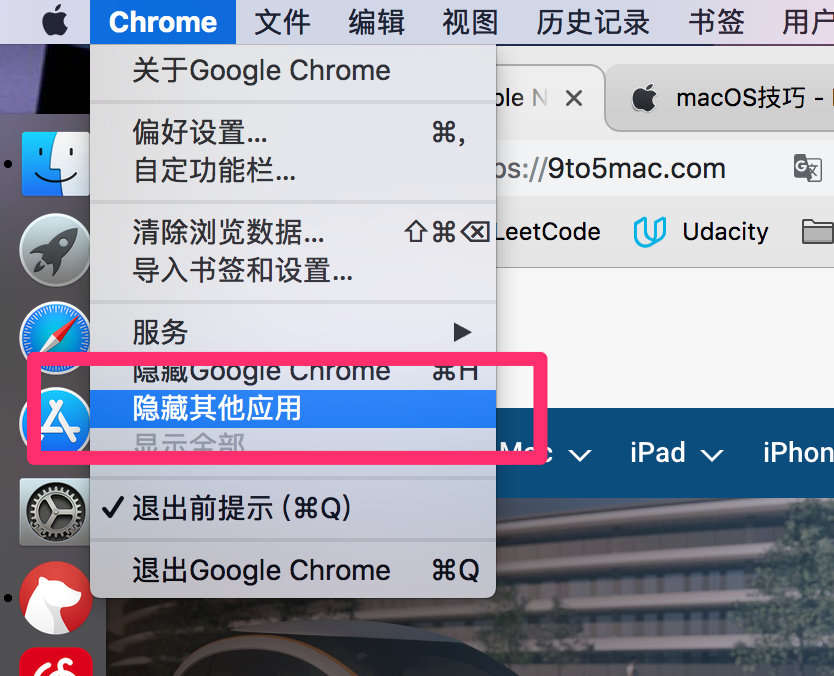 Chrome 文件 编辑 视图 历史记录 书签 用户
关于Google Chrome
ple N
macOS技巧 -
偏好设置... ⌘,
自定功能栏...
ps://9to5mac.com
清除浏览数据... ⇧⌘⌫
LeetCode Udacity
导入书签和设置...
服务 ▶
隐藏Google Chrome ⌘H
隐藏其他应用
显示全部
Mac iPad iPhon
✓ 退出前提示 (⌘Q)
退出Google Chrome ⌘Q